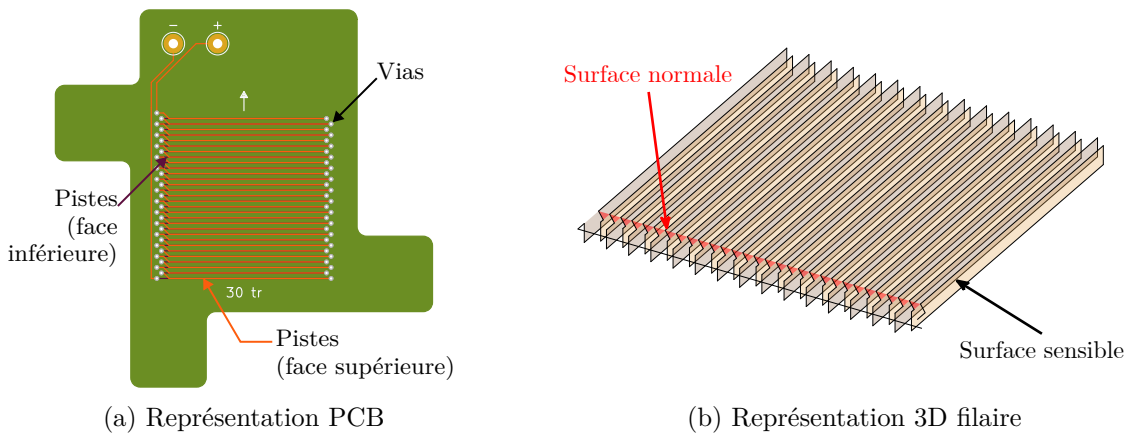 − +
Vias
Pistes
(face
inférieure)
30 tr
Pistes
(face supérieure)
(a) Représentation PCB
Surface normale
Surface sensible
(b) Représentation 3D filaire